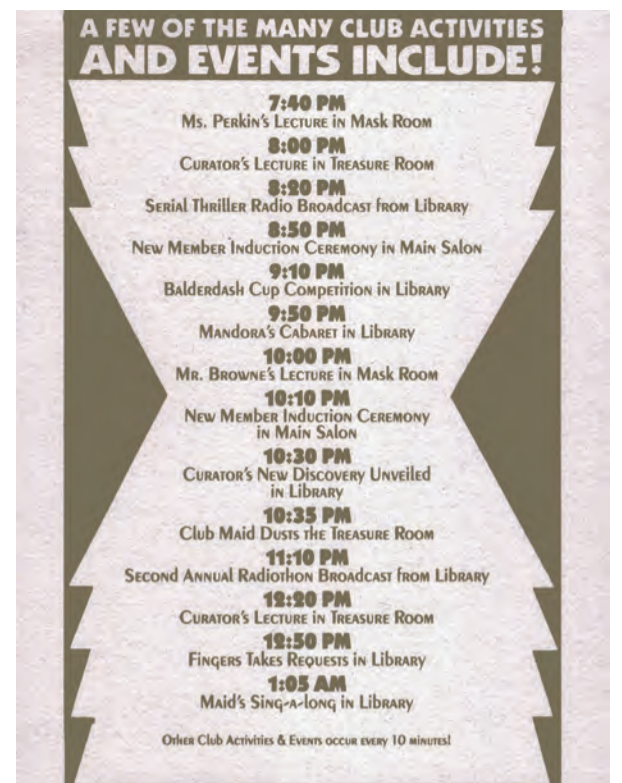 A FEW OF THE MANY CLUB ACTIVITIES
AND EVENTS INCLUDE!
7:40 PM
Ms. Perkin's Lecture in Mask Room
8:00 PM
Curator's Lecture in Treasure Room
8:20 PM
Serial Thriller Radio Broadcast from Library
8:50 PM
New Member Induction Ceremony in Main Salon
9:10 PM
Balderdash Cup Competition in Library
9:50 PM
Mandora's Cabaret in Library
10:00 PM
Mr. Browne's Lecture in Mask Room
10:10 PM
New Member Induction Ceremony
in Main Salon
10:30 PM
Curator's New Discovery Unveiled
in Library
10:35 PM
Club Maid Dusts the Treasure Room
11:10 PM
Second Annual Radiothon Broadcast from Library
12:20 PM
Curator's Lecture in Treasure Room
12:50 PM
Fingers Takes Requests in Library
1:05 AM
Maid's Sing-a-long in Library
Other Club Activities & Events occur every 10 minutes!